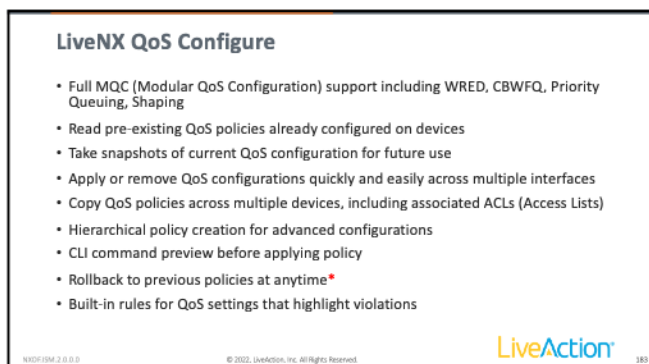 LiveNX QoS Configure
• Full MQC (Modular QoS Configuration) support including WRED, CBWFQ, Priority
Queuing, Shaping
• Read pre-existing QoS policies already configured on devices
• Take snapshots of current QoS configuration for future use
• Apply or remove QoS configurations quickly and easily across multiple interfaces
• Copy QoS policies across multiple devices, including associated ACLs (Access Lists)
• Hierarchical policy creation for advanced configurations
• CLI command preview before applying policy
• Rollback to previous policies at anytime*
• Built-in rules for QoS settings that highlight violations
© 2022, LiveAction, Inc. All Rights Reserved.
LiveAction
183